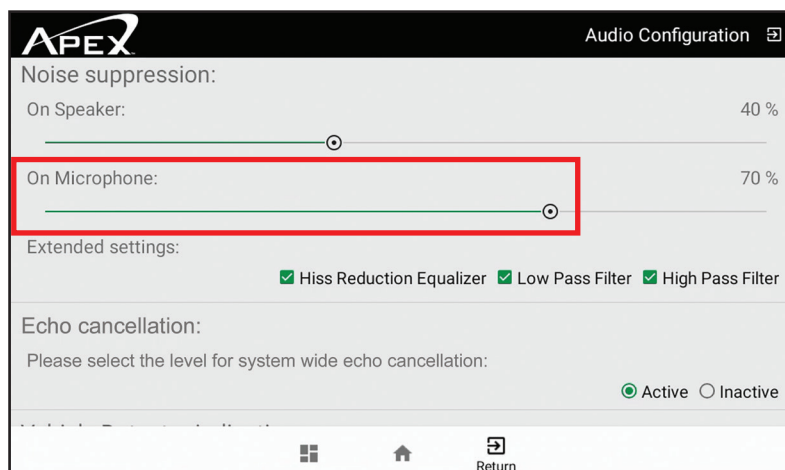 APEX
Audio Configuration
Noise suppression:
On Speaker: 40 %
On Microphone: 70 %
Extended settings:
Hiss Reduction Equalizer Low Pass Filter High Pass Filter
Echo cancellation:
Please select the level for system wide echo cancellation:
Active Inactive
Return